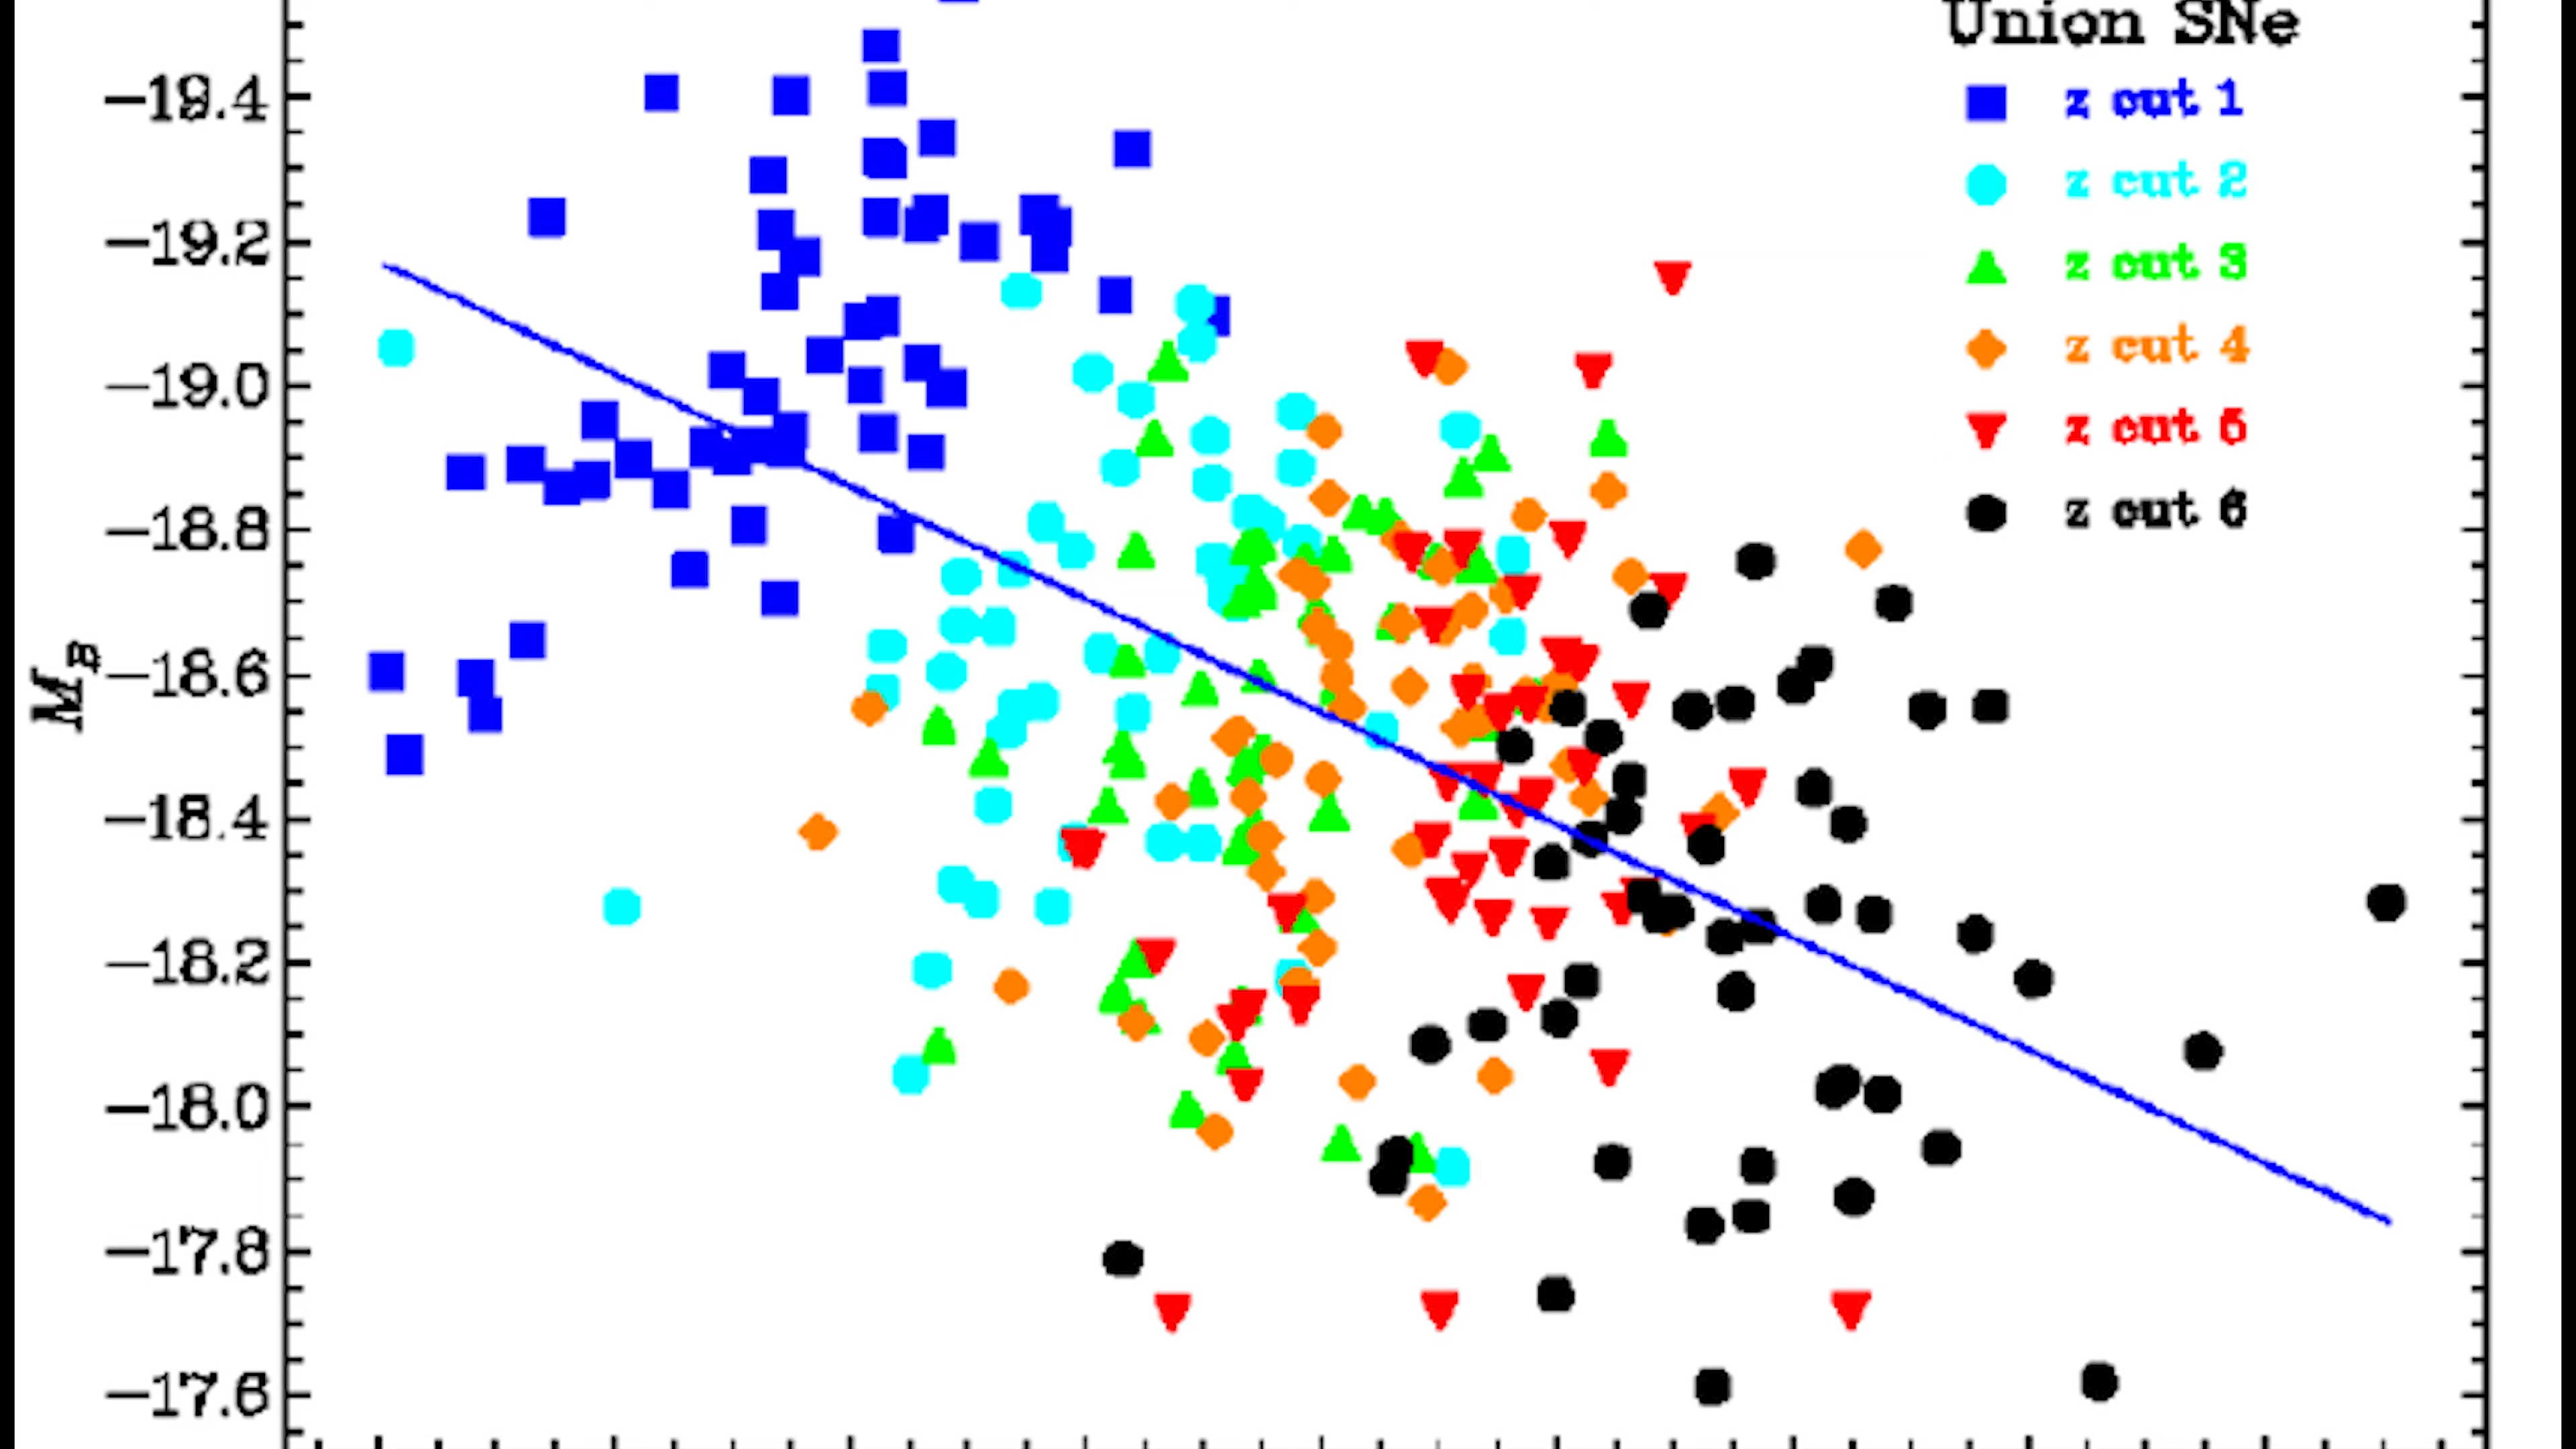 Union SNe
−19.4
z cut 1
z cut 2
−19.2
z cut 3
z cut 4
−19.0
z cut 5
z cut 6
−18.8
M_B
−18.6
−18.4
−18.2
−18.0
−17.8
−17.6